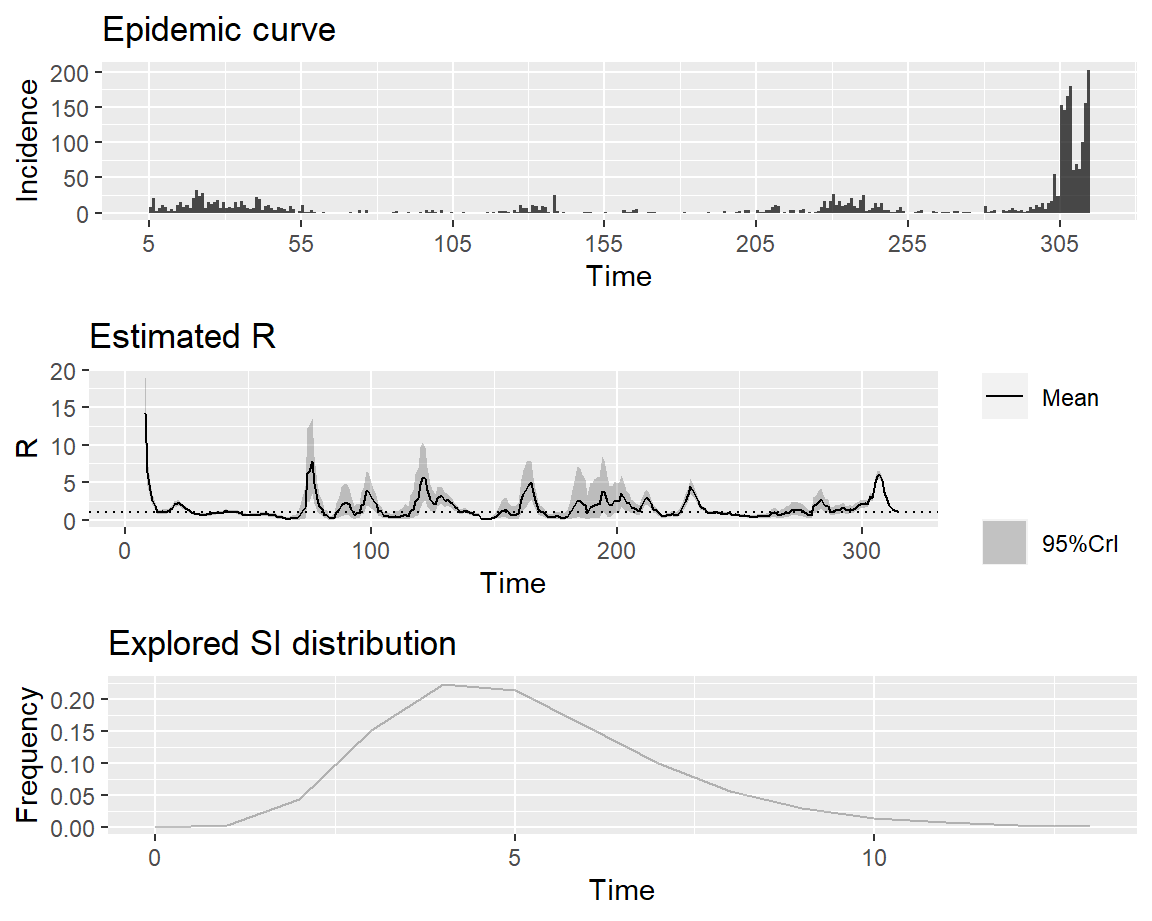 Epidemic curve
Incidence
200
150
100
50
0
5 55 105 155 205 255 305
Time
Estimated R
R
20
15
10
5
0
0 100 200 300
Time
Mean
95%CrI
Explored SI distribution
Frequency
0.20
0.15
0.10
0.05
0.00
0 5 10
Time